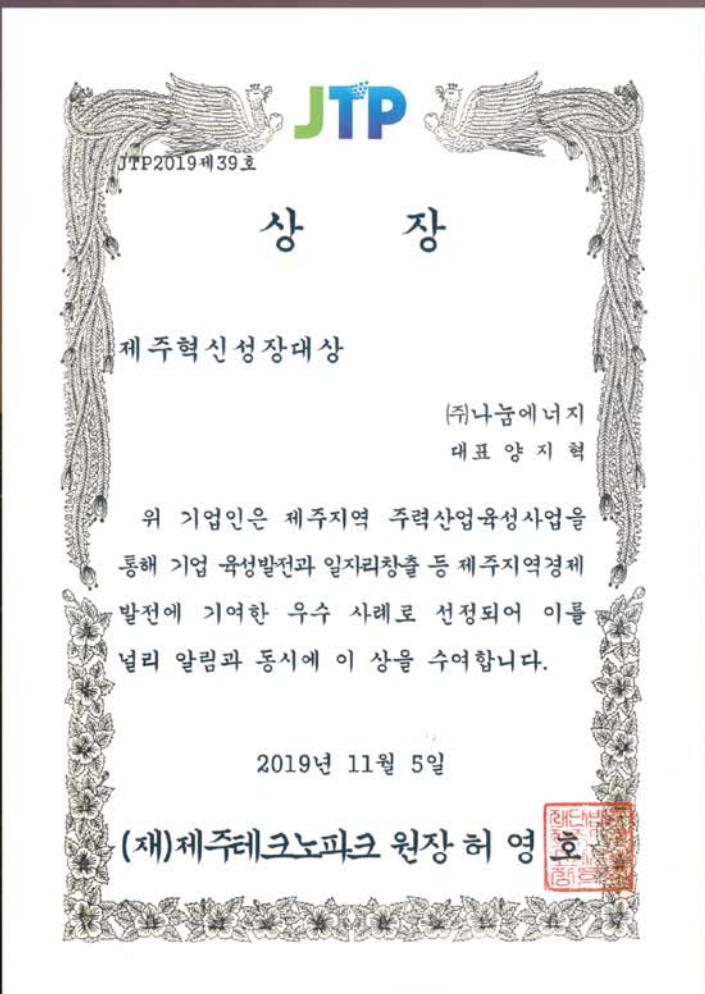 JTP
JTP2019제39호
상 장
제주혁신성장대상
(주)나눔에너지
대표 양 지 혁
위 기업인은 제주지역 주력산업육성사업을
통해 기업 육성발전과 일자리창출 등 제주지역경제
발전에 기여한 우수 사례로 선정되어 이를
널리 알림과 동시에 이 상을 수여합니다.
2019년 11월 5일
(재)제주테크노파크 원장 허 영 호